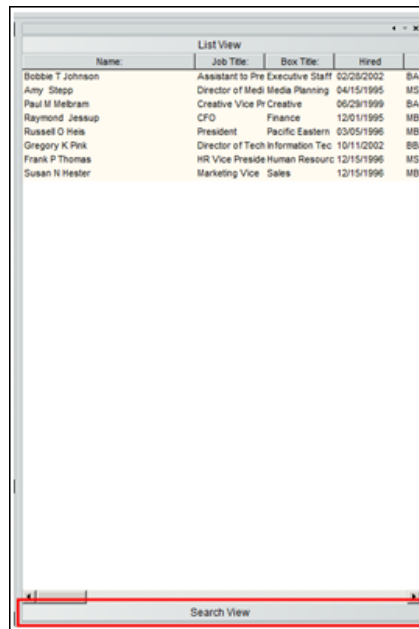 List View
Name: Job Title: Box Title: Hired
Bobbie T Johnson Assistant to Pre Executive Staff 02/28/2002 BA
Amy Stepp Director of Medi Media Planning 04/15/1995 MS
Paul M Melbram Creative Vice Pr Creative 06/29/1999 BA
Raymond Jessup CFO Finance 12/01/1995 MB
Russell O Heis President Pacific Eastern 03/05/1996 MB
Gregory K Pink Director of Tech Information Tec 10/11/2002 BB
Frank P Thomas HR Vice Preside Human Resourc 12/15/1996 MS
Susan N Hester Marketing Vice Sales 12/15/1996 MB
Search View